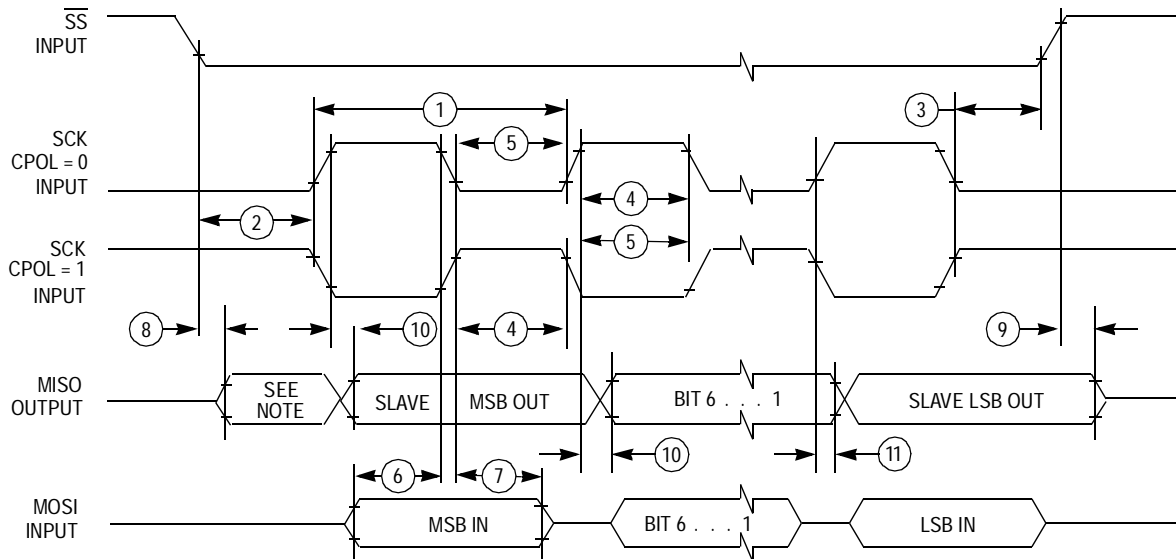 SS
INPUT
1
3
SCK
CPOL = 0
INPUT
5
4
2
SCK
CPOL = 1
INPUT
5
8
10
4
9
MISO
OUTPUT
SEE
NOTE
SLAVE
MSB OUT
BIT 6 . . . 1
SLAVE LSB OUT
10
11
6
7
MOSI
INPUT
MSB IN
BIT 6 . . . 1
LSB IN